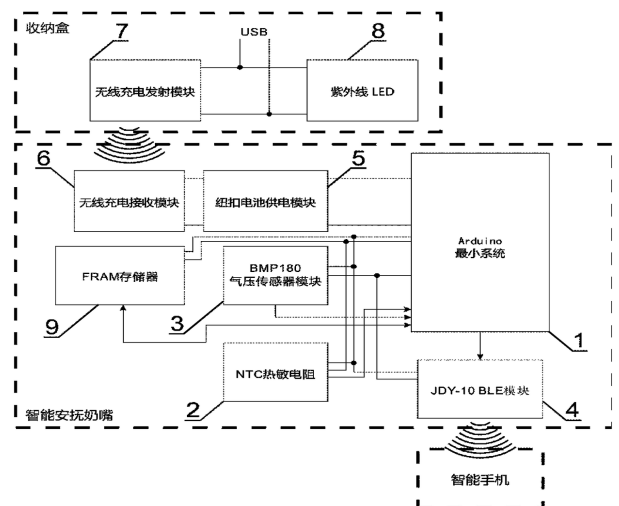 收纳盒
7
USB
8
无线充电发射模块
紫外线 LED
6
5
无线充电接收模块
纽扣电池供电模块
Arduino
最小系统
FRAM存储器
BMP180
气压传感器模块
9
3
1
NTC热敏电阻
JDY-10 BLE模块
2
4
智能安抚奶嘴
智能手机